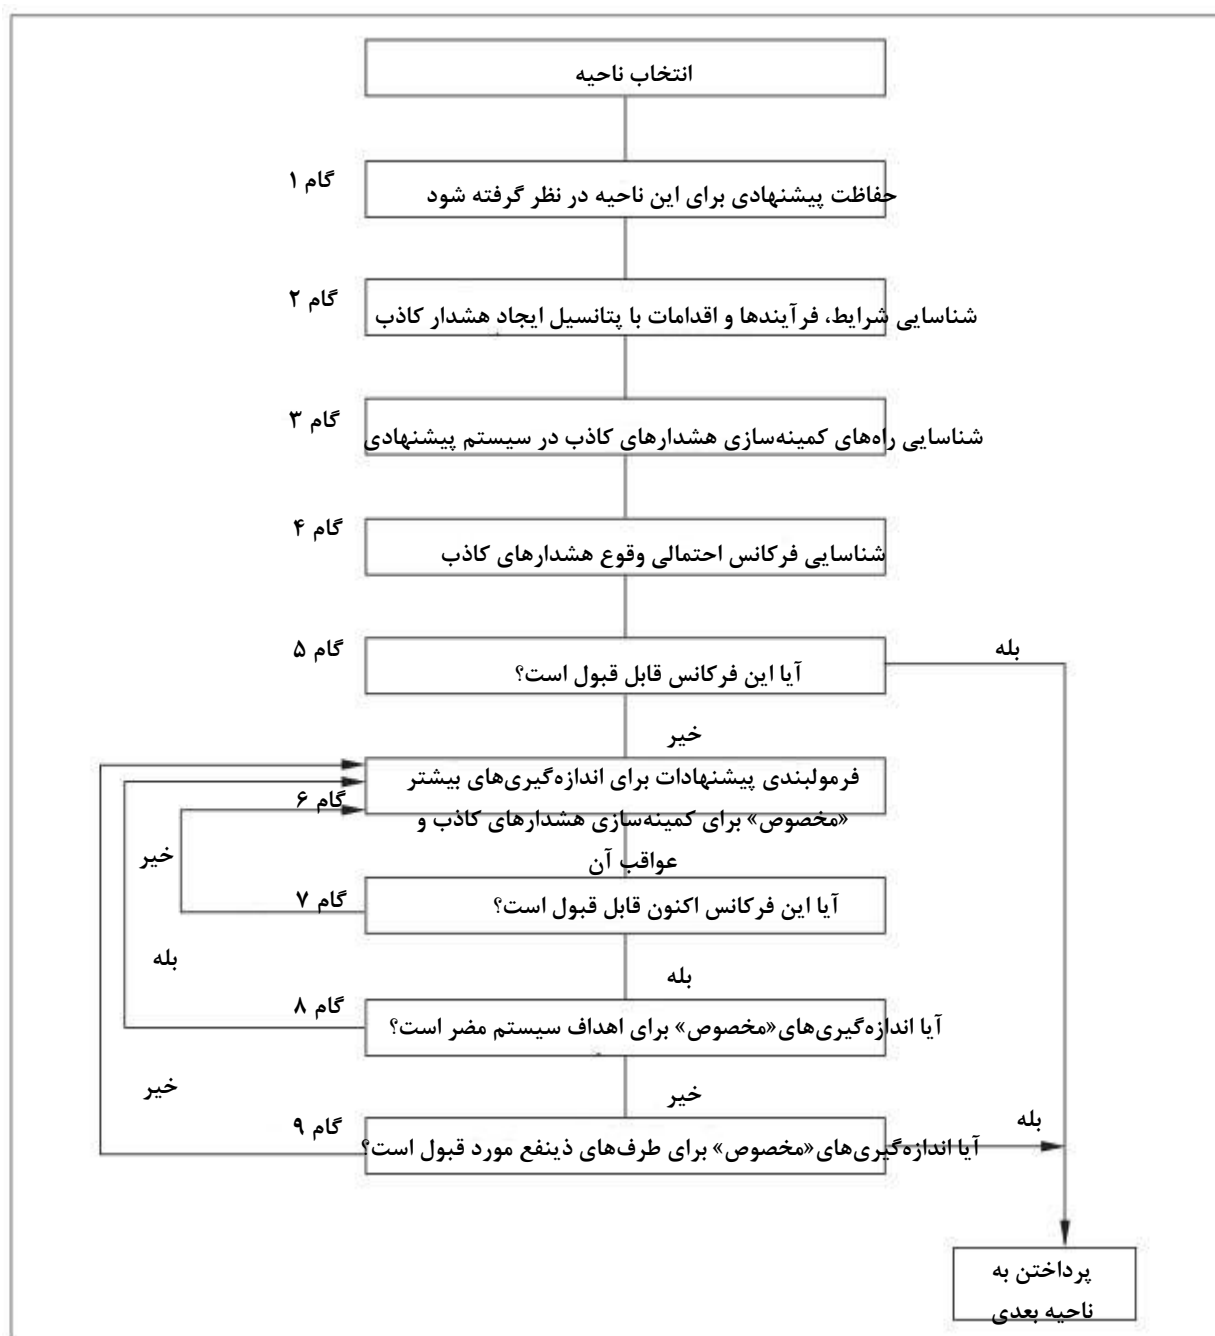 انتخاب ناحیه
گام ۱
حفاظت پیشنهادی برای این ناحیه در نظر گرفته شود
گام ۲
شناسایی شرایط، فرآیندها و اقدامات با پتانسیل ایجاد هشدار کاذب
گام ۳
شناسایی راه‌های کمینه‌سازی هشدارهای کاذب در سیستم پیشنهادی
گام ۴
شناسایی فرکانس احتمالی وقوع هشدارهای کاذب
گام ۵
آیا این فرکانس قابل قبول است؟
بله
خیر
گام ۶
فرمولبندی پیشنهادات برای اندازه‌گیری‌های بیشتر
«مخصوص» برای کمینه‌سازی هشدارهای کاذب و
عواقب آن
خیر
گام ۷
آیا این فرکانس اکنون قابل قبول است؟
بله
بله
گام ۸
آیا اندازه‌گیری‌های«مخصوص» برای اهداف سیستم مضر است؟
خیر
خیر
گام ۹
آیا اندازه‌گیری‌های«مخصوص» برای طرف‌های ذینفع مورد قبول است؟
بله
پرداختن به
ناحیه بعدی